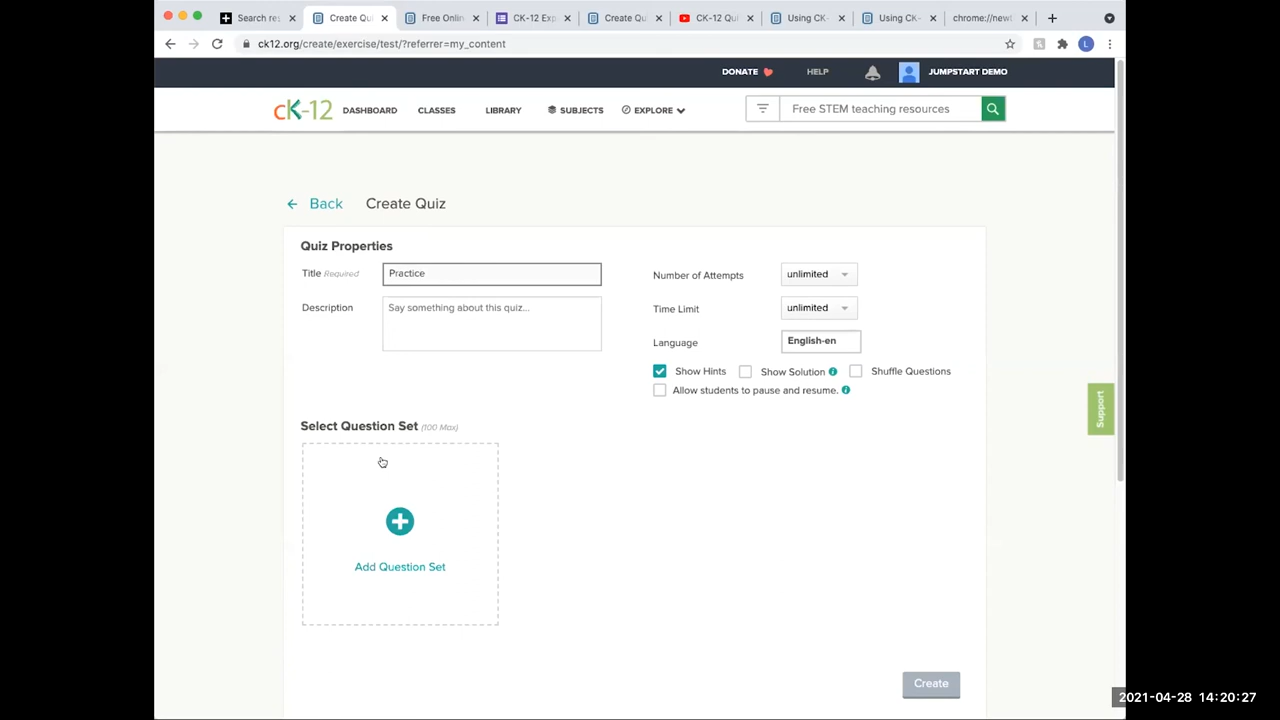 Search res
Create Qui
Free Onlin
CK-12 Exp
Create Qu
CK-12 Qui
Using CK-
Using CK-
chrome://newt
ck12.org/create/exercise/test/?referrer=my_content
L
DONATE
HELP
JUMPSTART DEMO
cK-12
DASHBOARD
CLASSES
LIBRARY
SUBJECTS
EXPLORE
Free STEM teaching resources
Back
Create Quiz
Quiz Properties
Title Required
Practice
Number of Attempts
unlimited
Description
Say something about this quiz...
Time Limit
unlimited
Language
English-en
Show Hints
Show Solution
Shuffle Questions
Allow students to pause and resume.
Support
Select Question Set (100 Max)
Add Question Set
Create
2021-04-28 14:20:27